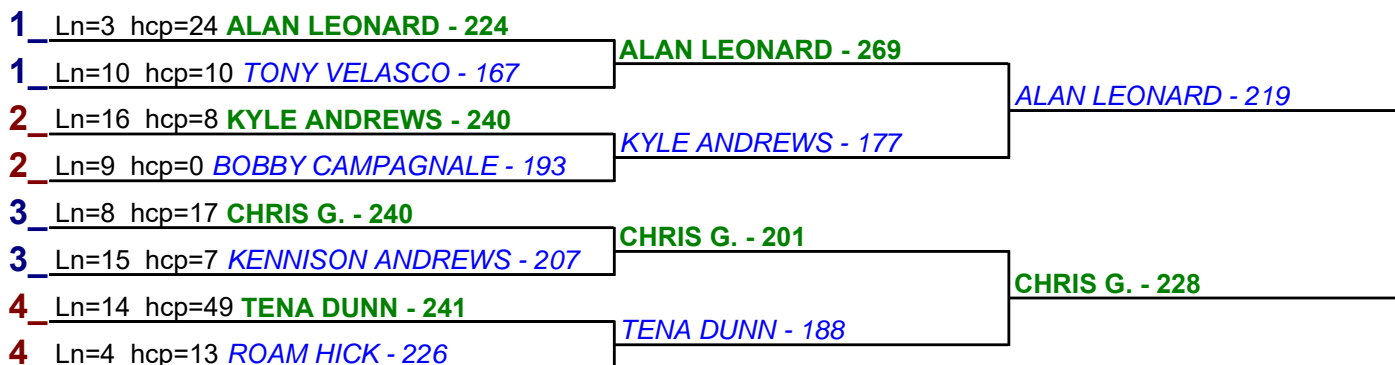 1_ Ln=3 hcp=24 ALAN LEONARD - 224
ALAN LEONARD - 269
1_ Ln=10 hcp=10 TONY VELASCO - 167
ALAN LEONARD - 219
2_ Ln=16 hcp=8 KYLE ANDREWS - 240
KYLE ANDREWS - 177
2_ Ln=9 hcp=0 BOBBY CAMPAGNALE - 193
3_ Ln=8 hcp=17 CHRIS G. - 240
CHRIS G. - 201
3_ Ln=15 hcp=7 KENNISON ANDREWS - 207
CHRIS G. - 228
4_ Ln=14 hcp=49 TENA DUNN - 241
TENA DUNN - 188
4 Ln=4 hcp=13 ROAM HICK - 226